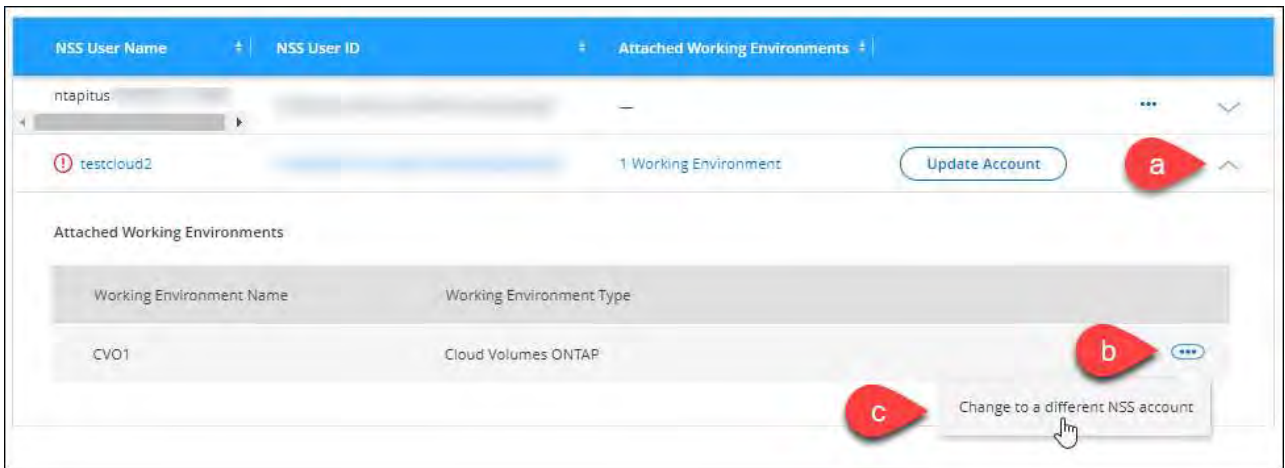 NSS User Name NSS User ID Attached Working Environments
ntapitus
— •••
testcloud2 1 Working Environment Update Account a
Attached Working Environments
Working Environment Name Working Environment Type
CVO1 Cloud Volumes ONTAP b •••
c Change to a different NSS account